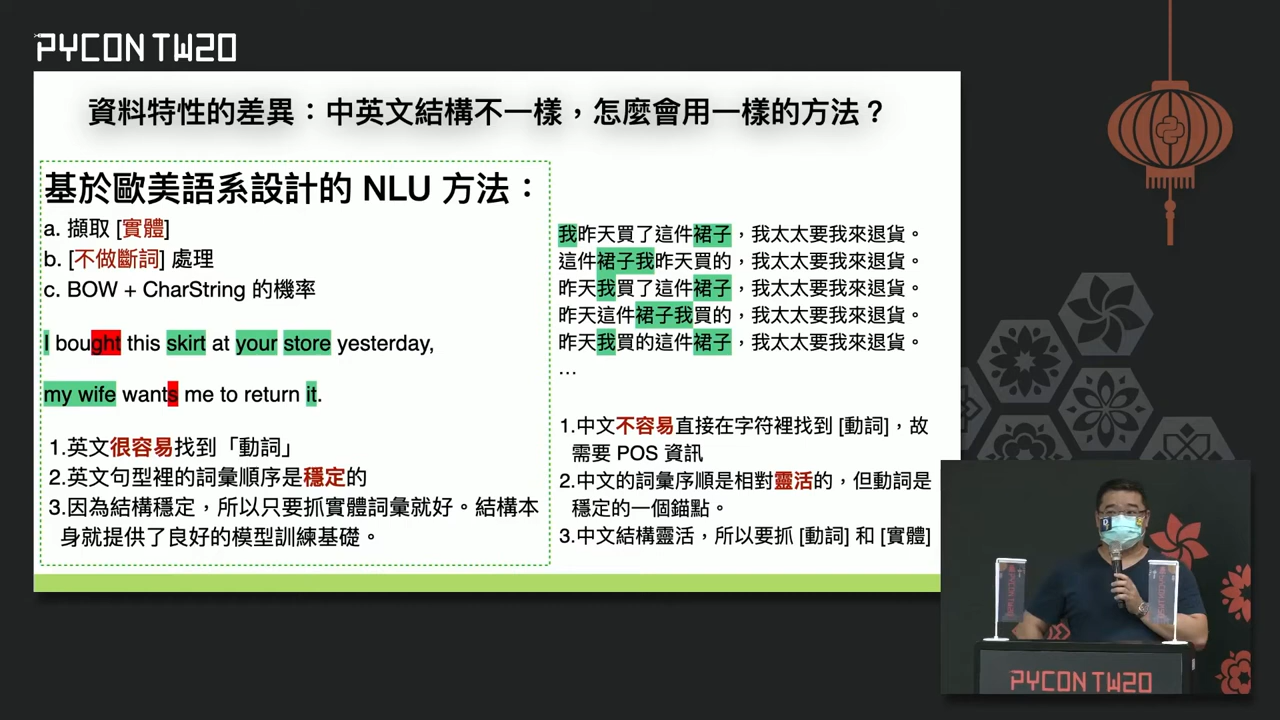 PYCON TW20
資料特性的差異：中英文結構不一樣，怎麼會用一樣的方法？
基於歐美語系設計的 NLU 方法：
a. 擷取 [實體]
b. [不做斷詞] 處理
c. BOW + CharString 的機率
I bought this skirt at your store yesterday,
my wife wants me to return it.
1.英文很容易找到「動詞」
2.英文句型裡的詞彙順序是穩定的
3.因為結構穩定，所以只要抓實體詞彙就好。結構本
身就提供了良好的模型訓練基礎。
我昨天買了這件裙子，我太太要我來退貨。
這件裙子我昨天買的，我太太要我來退貨。
昨天我買了這件裙子，我太太要我來退貨。
昨天這件裙子我買的，我太太要我來退貨。
昨天我買的這件裙子，我太太要我來退貨。
…
1.中文不容易直接在字符裡找到 [動詞]，故
需要 POS 資訊
2.中文的詞彙序順是相對靈活的，但動詞是
穩定的一個錨點。
3.中文結構靈活，所以要抓 [動詞] 和 [實體]
PYCON TW20